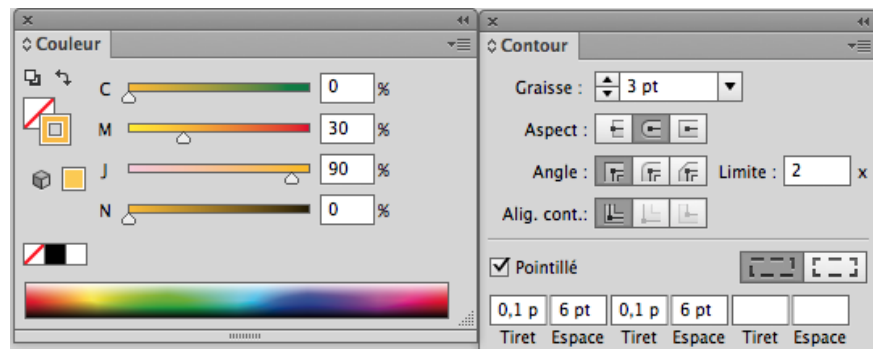 Couleur
C 0 %
M 30 %
J 90 %
N 0 %
Contour
Graisse : 3 pt
Aspect :
Angle : Limite : 2 x
Alig. cont.:
Pointillé
0,1 p 6 pt 0,1 p 6 pt
Tiret Espace Tiret Espace Tiret Espace